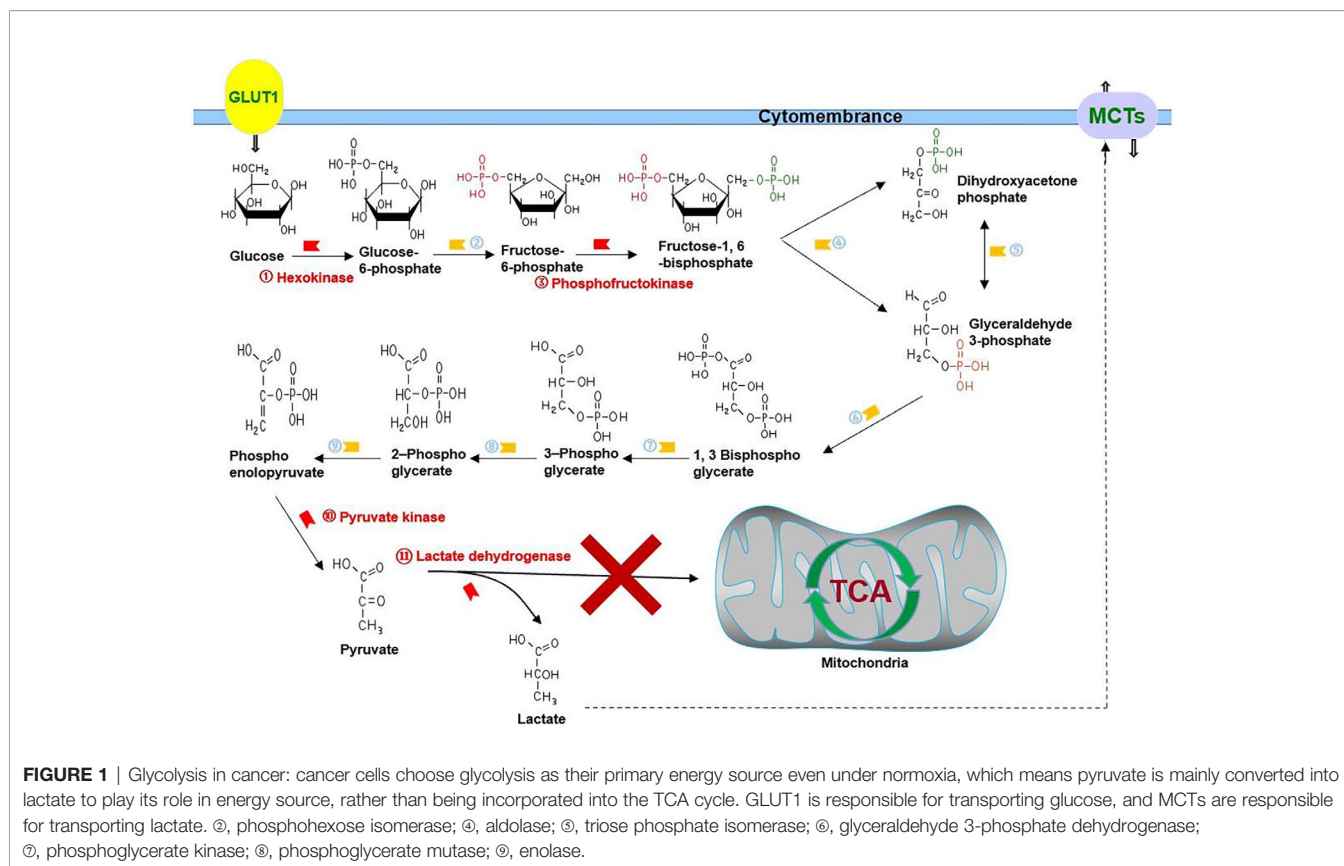 GLUT1
Cytomembrance
MCTs
Glucose
① Hexokinase
Glucose-
6-phosphate
②
Fructose-
6-phosphate
③ Phosphofructokinase
Fructose-1, 6
-bisphosphate
④
Dihydroxyacetone
phosphate
⑤
Glyceraldehyde
3-phosphate
⑥
1, 3 Bisphospho
glycerate
⑦
3–Phospho
glycerate
⑧
2–Phospho
glycerate
⑨
Phospho
enolopyruvate
⑩ Pyruvate kinase
⑪ Lactate dehydrogenase
Pyruvate
Lactate
TCA
Mitochondria
FIGURE 1 | Glycolysis in cancer: cancer cells choose glycolysis as their primary energy source even under normoxia, which means pyruvate is mainly converted into
lactate to play its role in energy source, rather than being incorporated into the TCA cycle. GLUT1 is responsible for transporting glucose, and MCTs are responsible
for transporting lactate. ②, phosphohexose isomerase; ④, aldolase; ⑤, triose phosphate isomerase; ⑥, glyceraldehyde 3-phosphate dehydrogenase;
⑦, phosphoglycerate kinase; ⑧, phosphoglycerate mutase; ⑨, enolase.